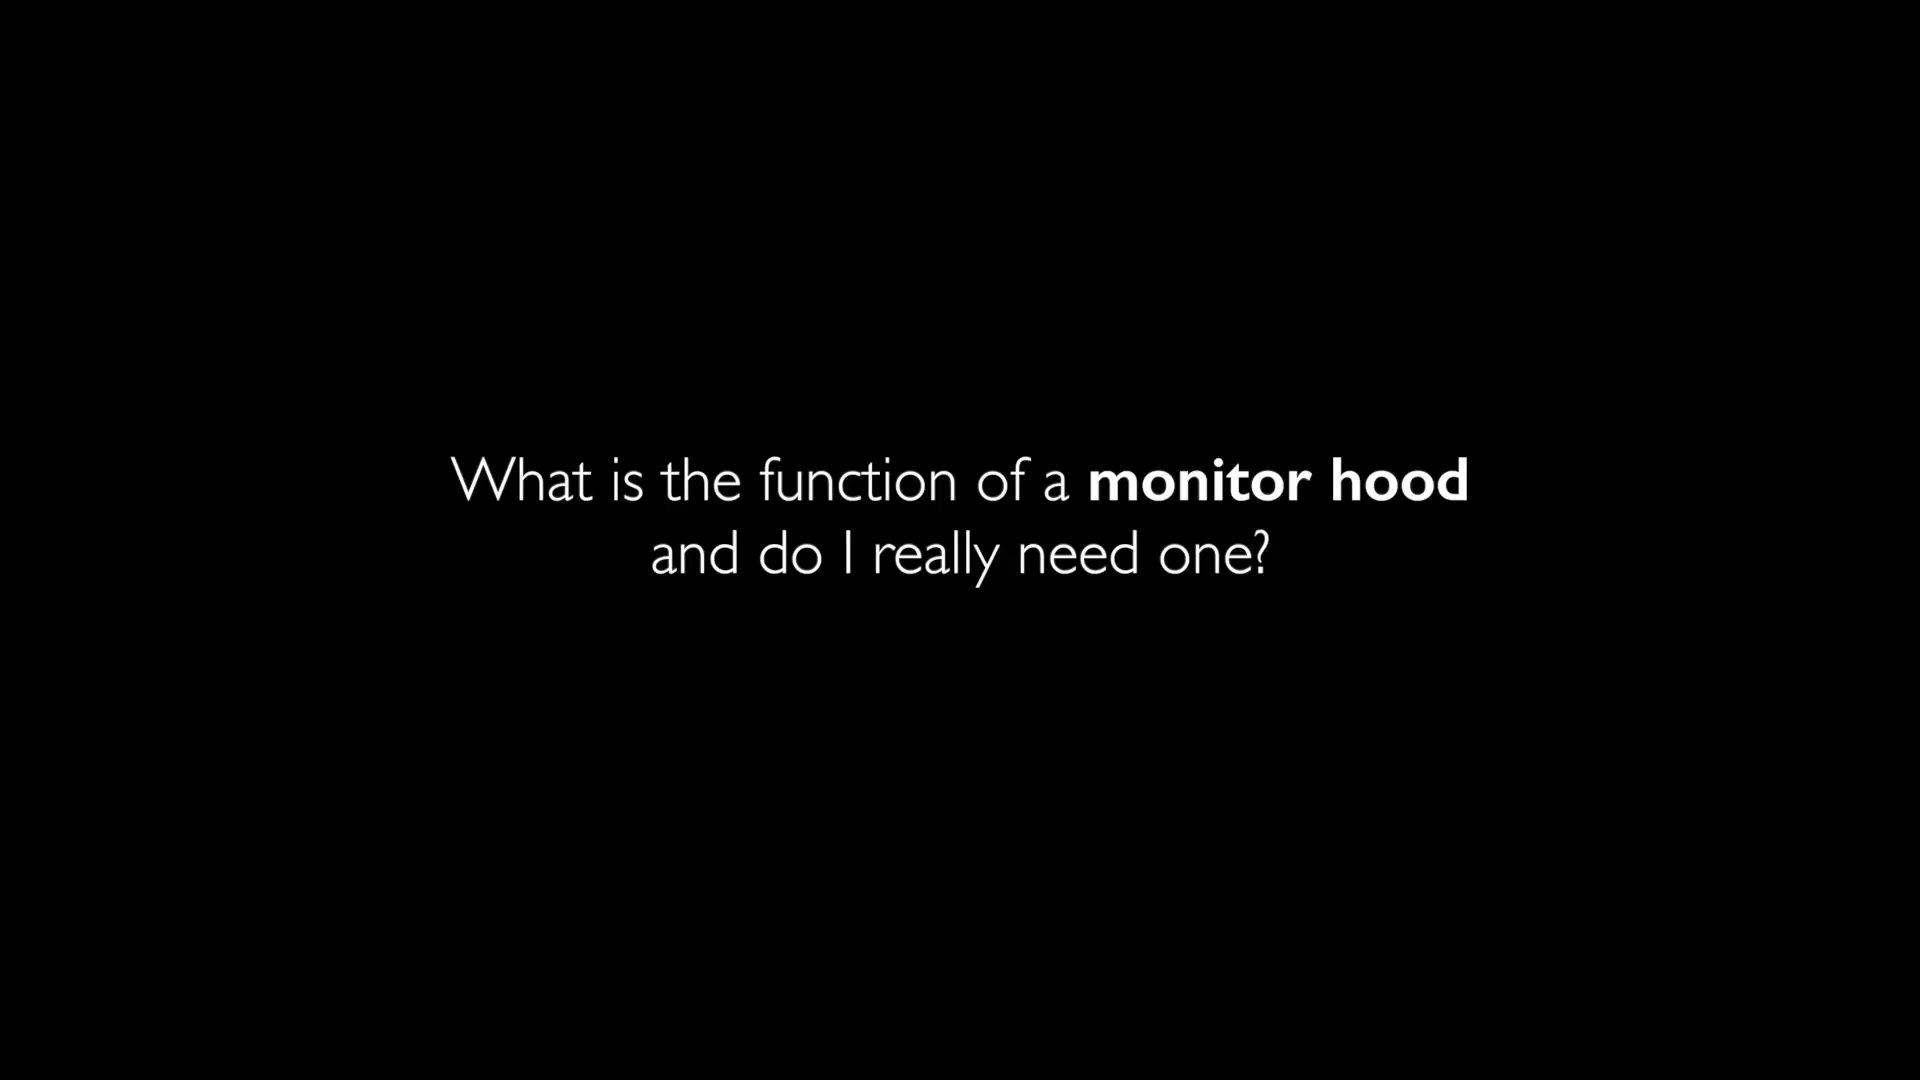 What is the function of a monitor hood
and do I really need one?